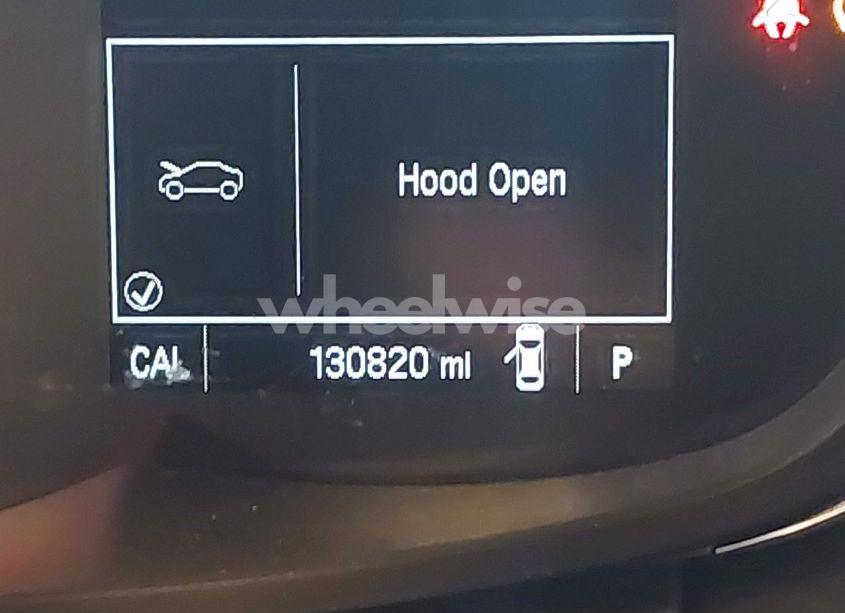 Hood Open
wheelwise
CAL
130820 mi
P